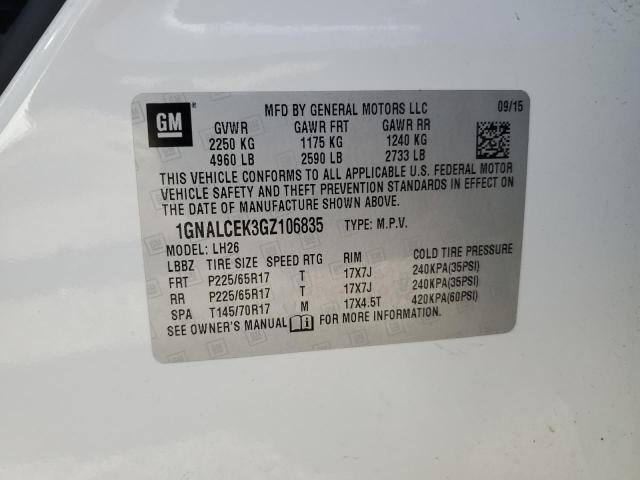 GM ®
MFD BY GENERAL MOTORS LLC 09/15
GVWR GAWR FRT GAWR RR
2250 KG 1175 KG 1240 KG
4960 LB 2590 LB 2733 LB
THIS VEHICLE CONFORMS TO ALL APPLICABLE U.S. FEDERAL MOTOR
VEHICLE SAFETY AND THEFT PREVENTION STANDARDS IN EFFECT ON
THE DATE OF MANUFACTURE SHOWN ABOVE.
1GNALCEK3GZ106835 TYPE: M.P.V.
MODEL: LH26
LBBZ TIRE SIZE SPEED RTG RIM COLD TIRE PRESSURE
FRT P225/65R17 T 17X7J 240KPA(35PSI)
RR P225/65R17 T 17X7J 240KPA(35PSI)
SPA T145/70R17 M 17X4.5T 420KPA(60PSI)
SEE OWNER'S MANUAL FOR MORE INFORMATION.